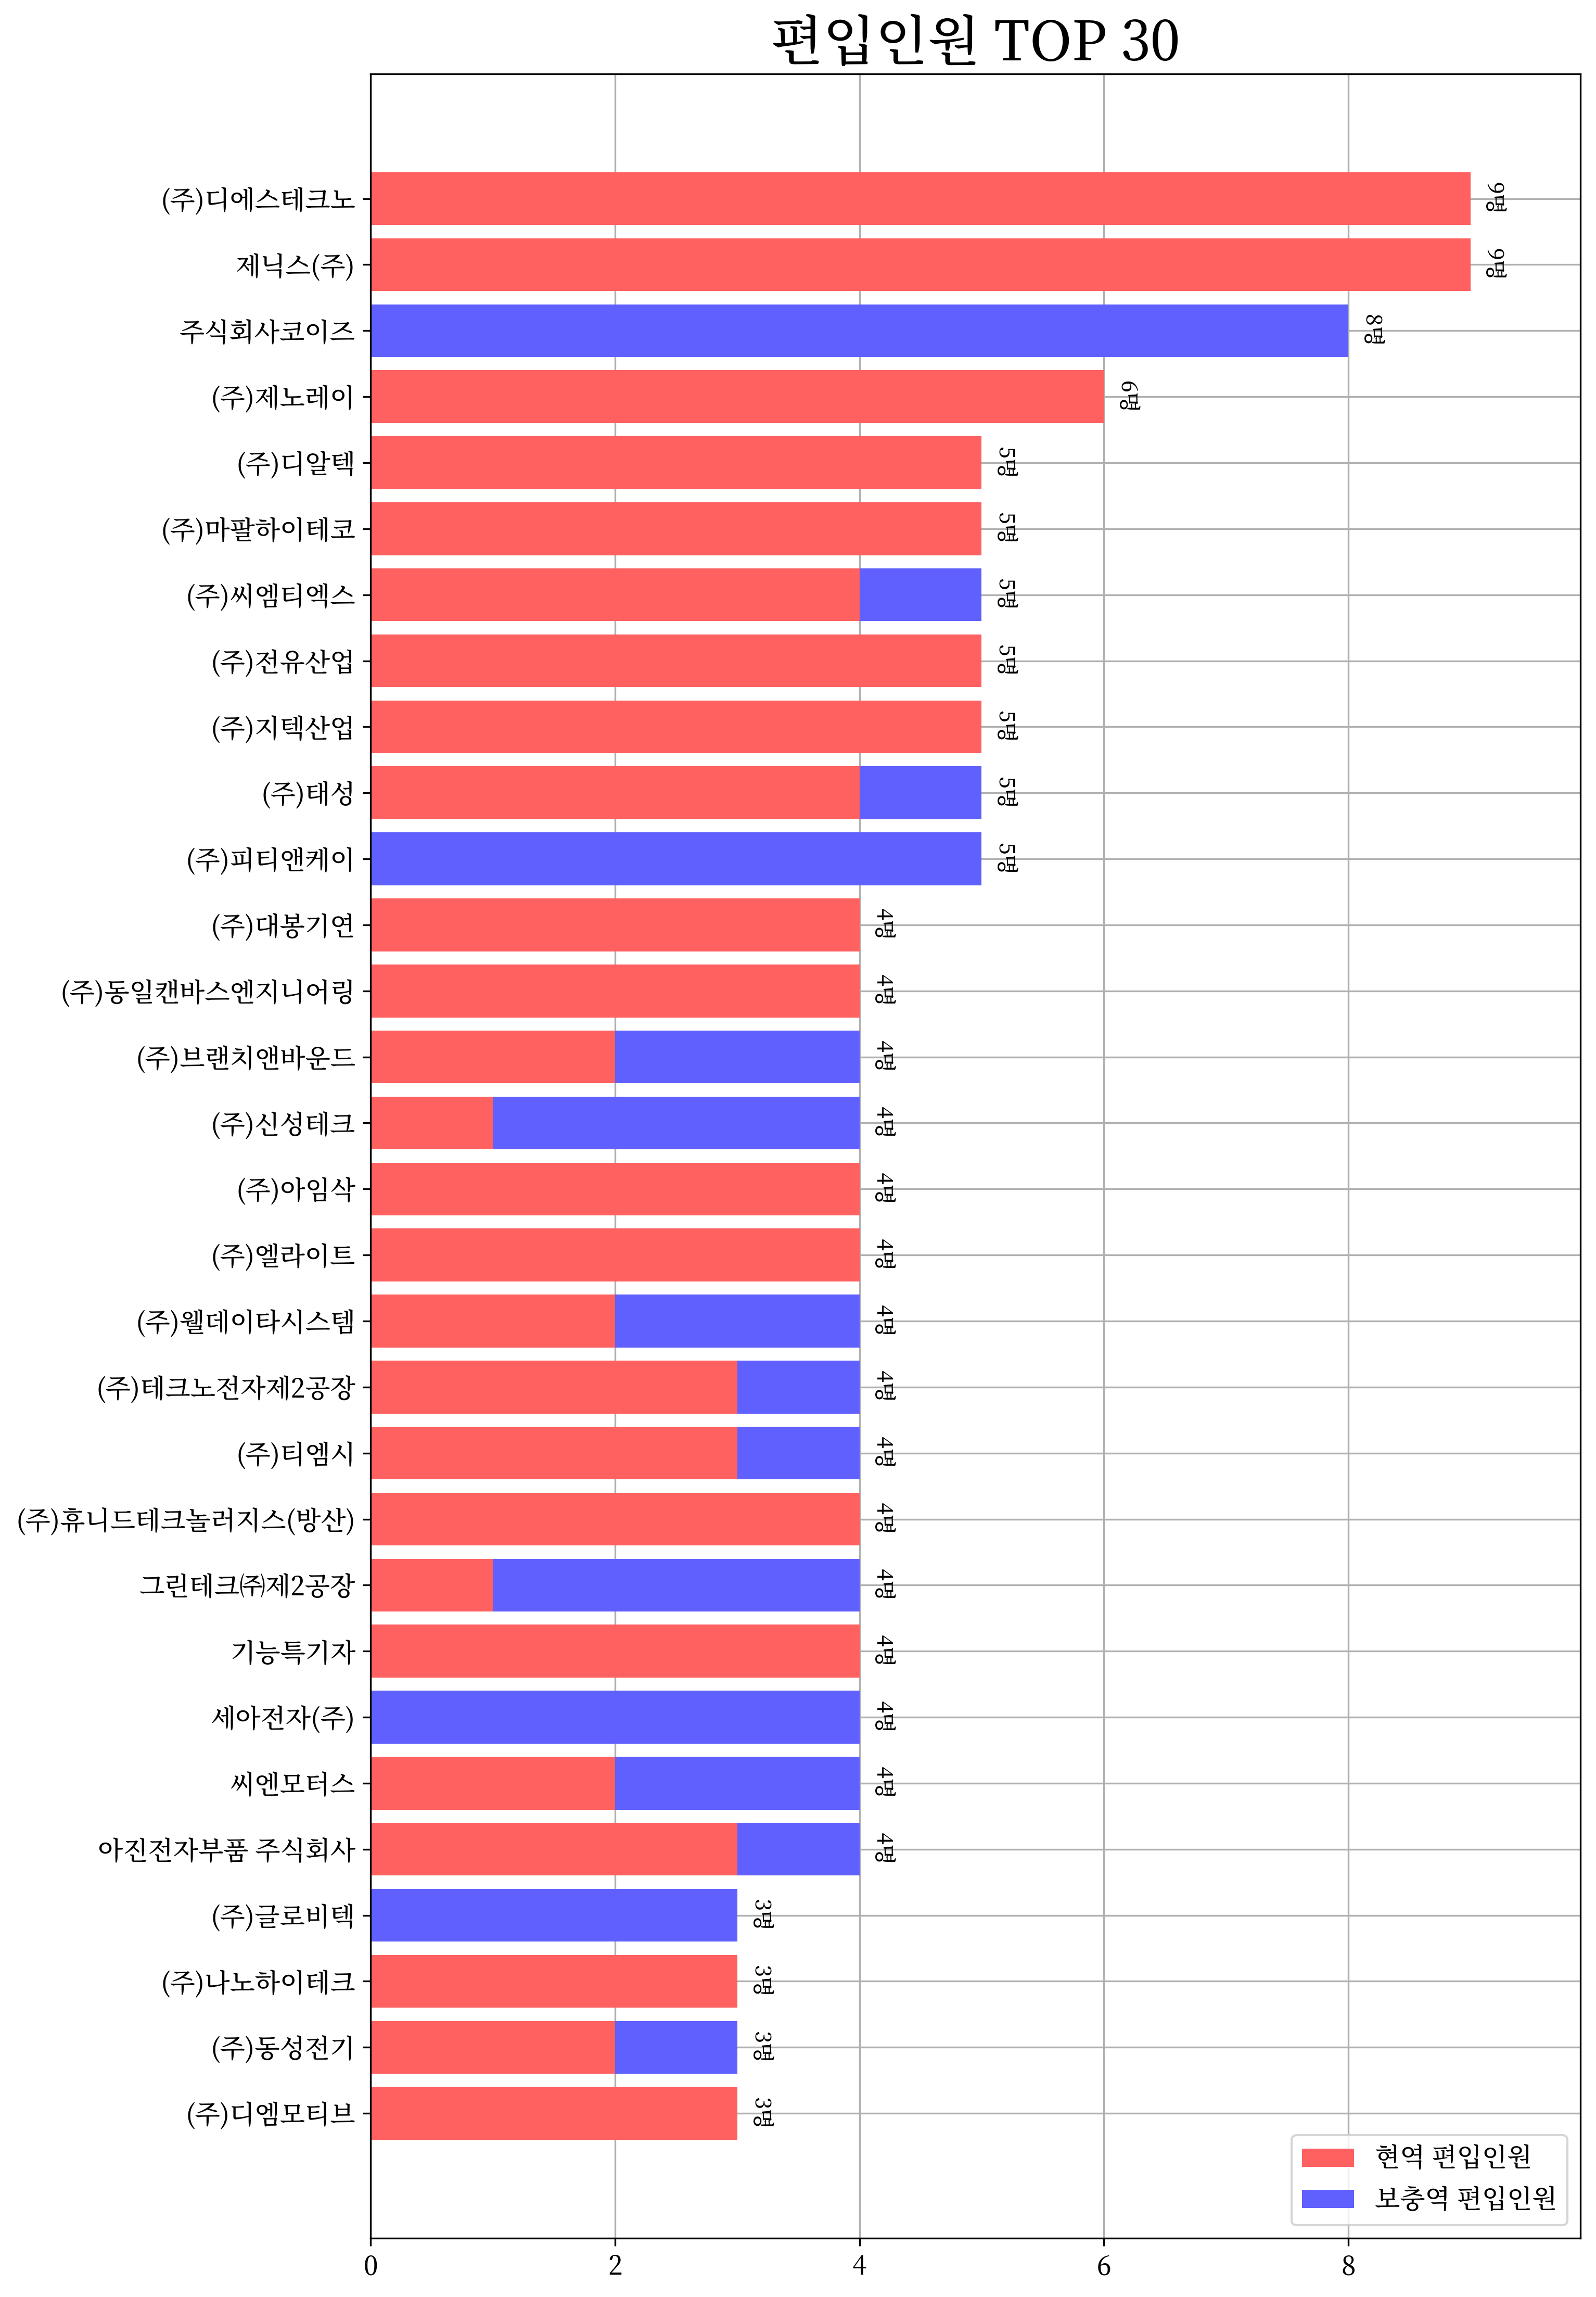 편입인원 TOP 30
(주)디에스테크노 9명
제닉스(주) 9명
주식회사코이즈 8명
(주)제노레이 6명
(주)디알텍 5명
(주)마팔하이테코 5명
(주)씨엠티엑스 5명
(주)전유산업 5명
(주)지텍산업 5명
(주)태성 5명
(주)피티앤케이 5명
(주)대봉기연 4명
(주)동일캔바스엔지니어링 4명
(주)브랜치앤바운드 4명
(주)신성테크 4명
(주)아임삭 4명
(주)엘라이트 4명
(주)웰데이타시스템 4명
(주)테크노전자제2공장 4명
(주)티엠시 4명
(주)휴니드테크놀러지스(방산) 4명
그린테크㈜제2공장 4명
기능특기자 4명
세아전자(주) 4명
씨엔모터스 4명
아진전자부품 주식회사 4명
(주)글로비텍 3명
(주)나노하이테크 3명
(주)동성전기 3명
(주)디엠모티브 3명
현역 편입인원
보충역 편입인원
0 2 4 6 8